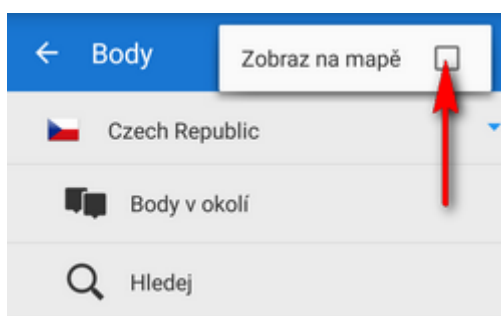 Body
Zobraz na mapě
Czech Republic
Body v okolí
Hledej